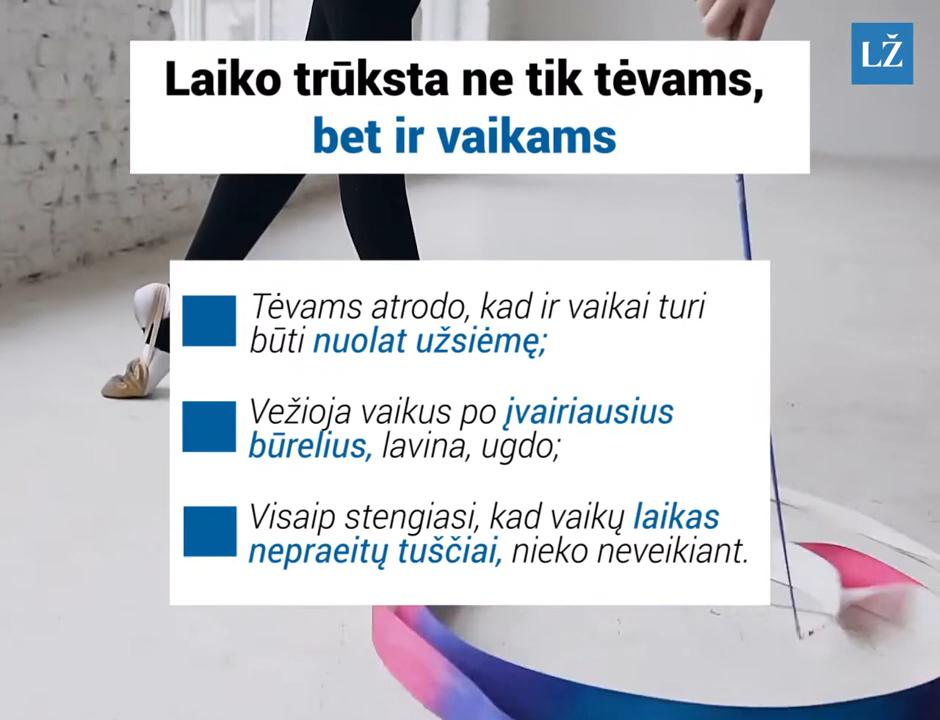 LŽ
Laiko trūksta ne tik tėvams,
bet ir vaikams
Tėvams atrodo, kad ir vaikai turi
būti nuolat užsiėmę;
Vežioja vaikus po įvairiausius
būrelius, lavina, ugdo;
Visaip stengiasi, kad vaikų laikas
nepraeitų tuščiai, nieko neveikiant.